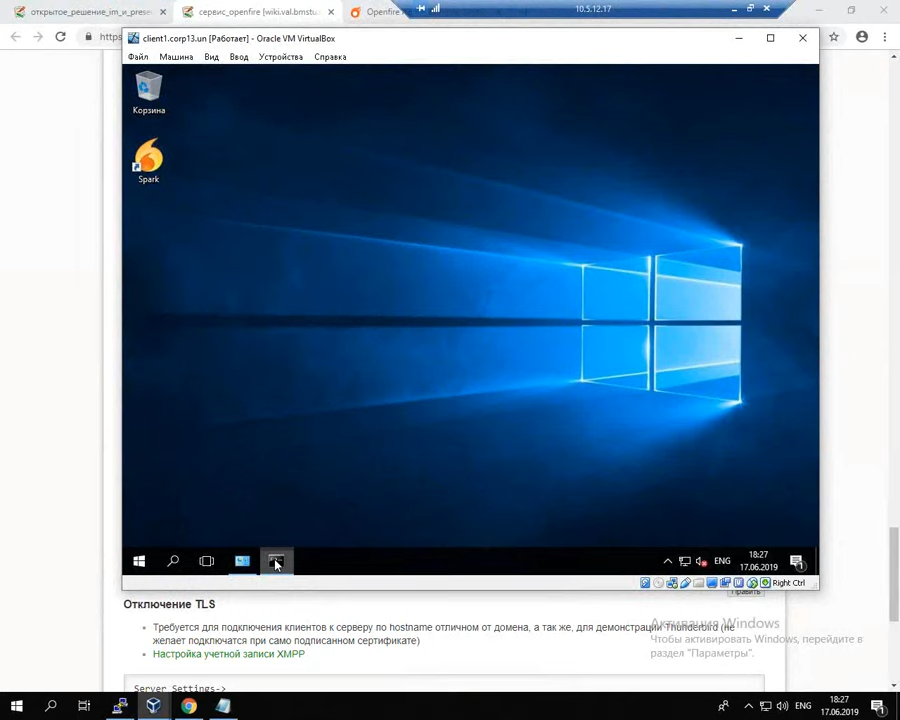 открытое_решение_im_и_prese
сервис_openfire [wiki.val.bmstu.
Openfire
10.5.12.17
https
client1.corp13.un [Работает] - Oracle VM VirtualBox
Файл Машина Вид Ввод Устройства Справка
Корзина
Spark
ENG
18:27
17.06.2019
Right Ctrl
Править
Отключение TLS
Требуется для подключения клиентов к серверу по hostname отличном от домена, а так же, для демонстрации Thunderbird (не
желает подключатся при само подписанном сертификате)
Настройка учетной записи XMPP
Активация Windows
Чтобы активировать Windows, перейдите в
раздел "Параметры".
Server Settings->
ENG
18:27
17.06.2019